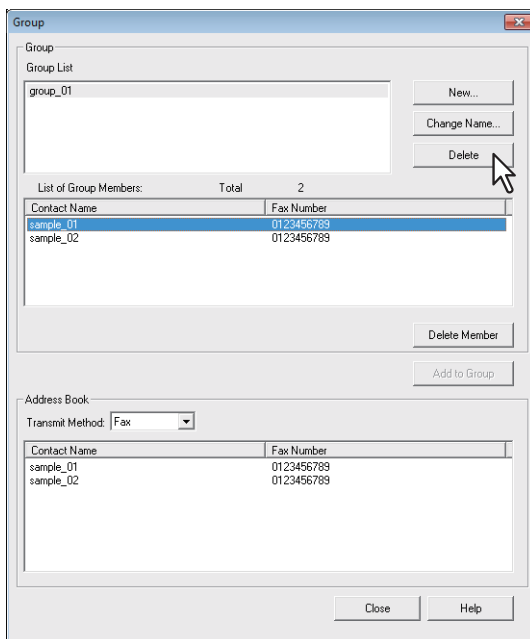 Group
Group
Group List
group_01
New...
Change Name...
Delete
List of Group Members: Total 2
Contact Name Fax Number
sample_01 0123456789
sample_02 0123456789
Delete Member
Add to Group
Address Book
Transmit Method: Fax
Contact Name Fax Number
sample_01 0123456789
sample_02 0123456789
Close Help